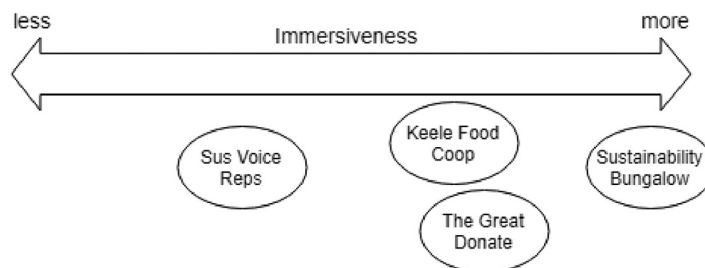 less
more
Immersiveness
Sus Voice
Reps
Keele Food
Coop
Sustainability
Bungalow
The Great
Donate